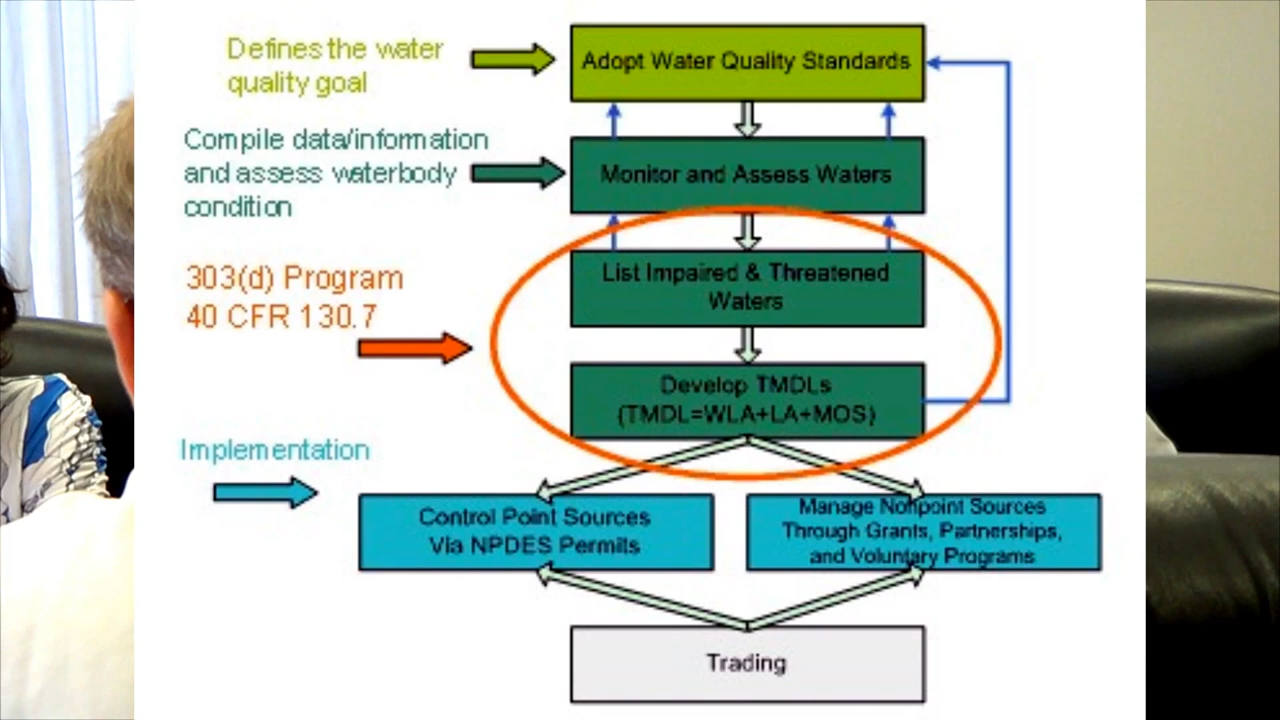 Defines the water
quality goal
Adopt Water Quality Standards
Compile data/information
and assess waterbody
condition
Monitor and Assess Waters
303(d) Program
40 CFR 130.7
List Impaired & Threatened
Waters
Develop TMDLs
(TMDL=WLA+LA+MOS)
Implementation
Control Point Sources
Via NPDES Permits
Manage Nonpoint Sources
Through Grants, Partnerships,
and Voluntary Programs
Trading